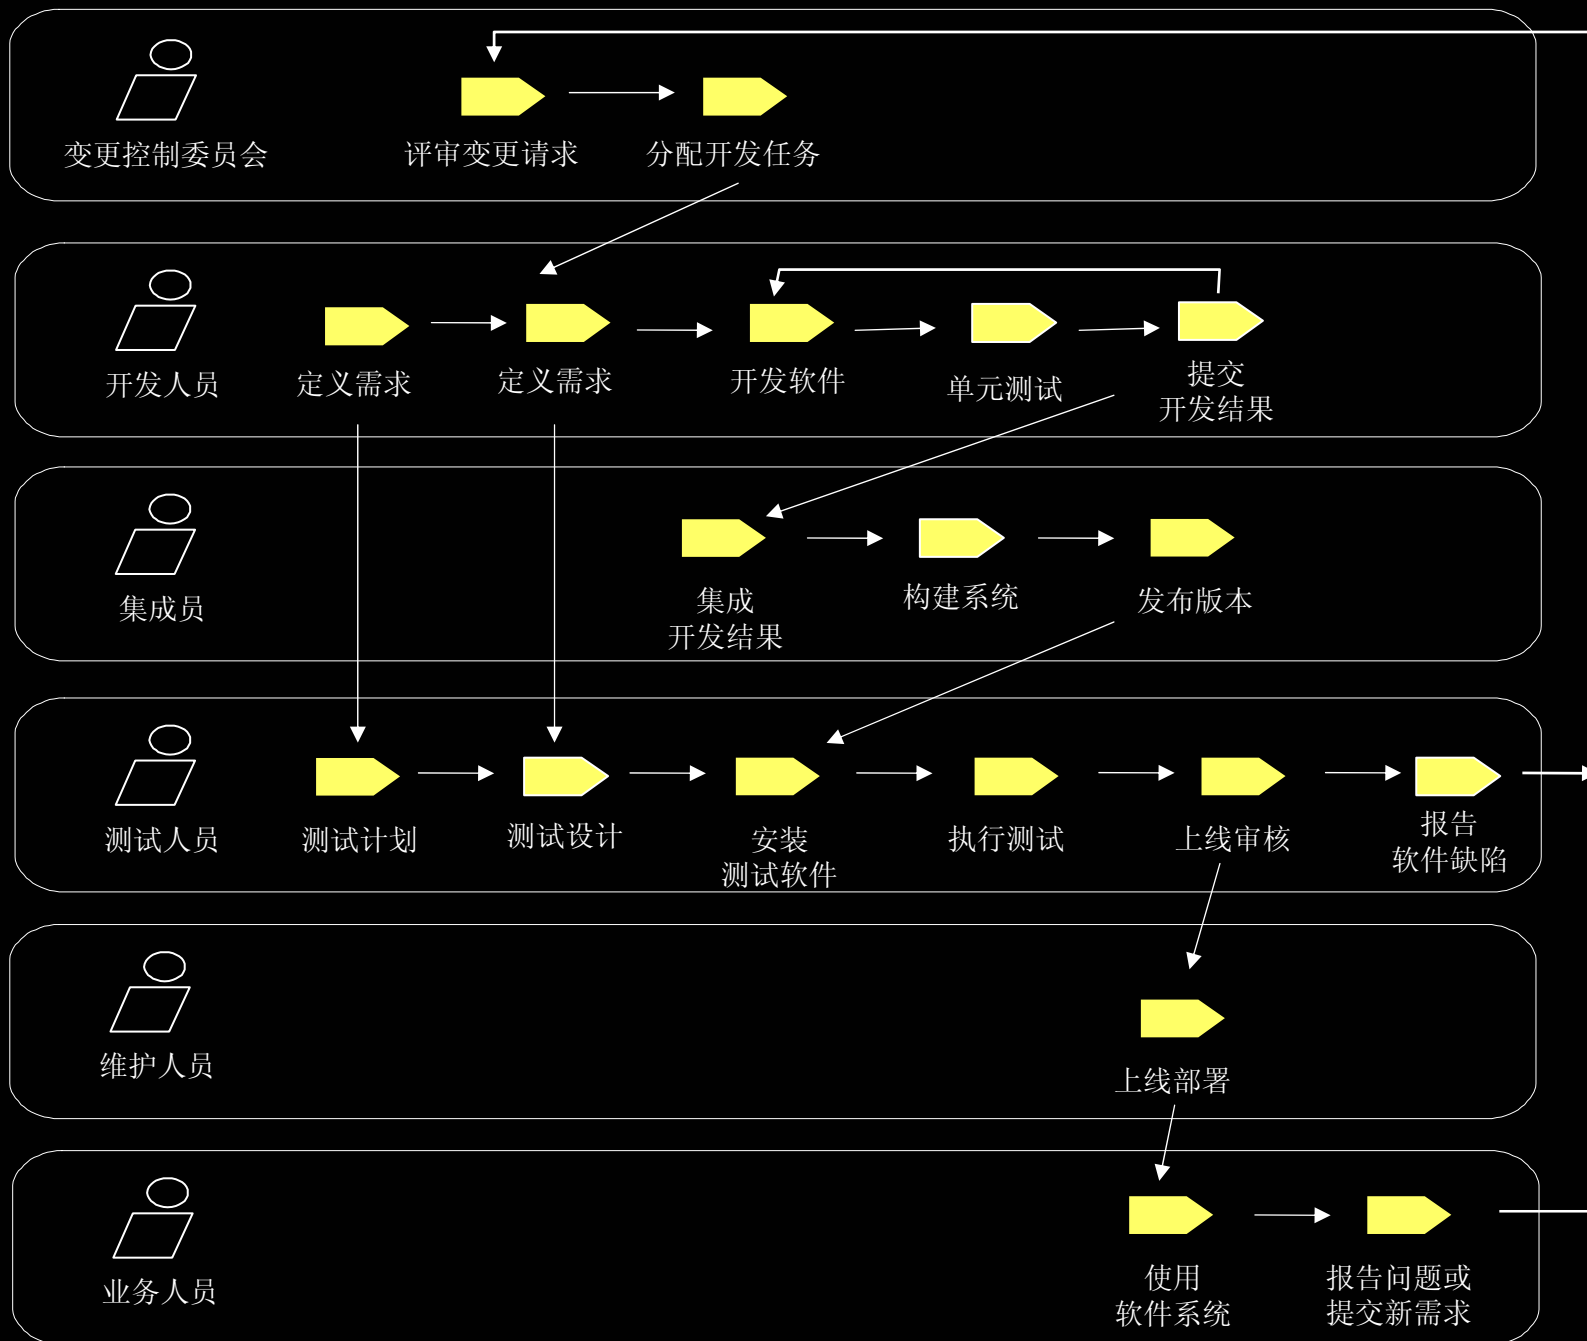 变更控制委员会
评审变更请求
分配开发任务
开发人员
定义需求
定义需求
开发软件
单元测试
提交
开发结果
集成员
集成
开发结果
构建系统
发布版本
测试人员
测试计划
测试设计
安装
测试软件
执行测试
上线审核
报告
软件缺陷
维护人员
上线部署
业务人员
使用
软件系统
报告问题或
提交新需求